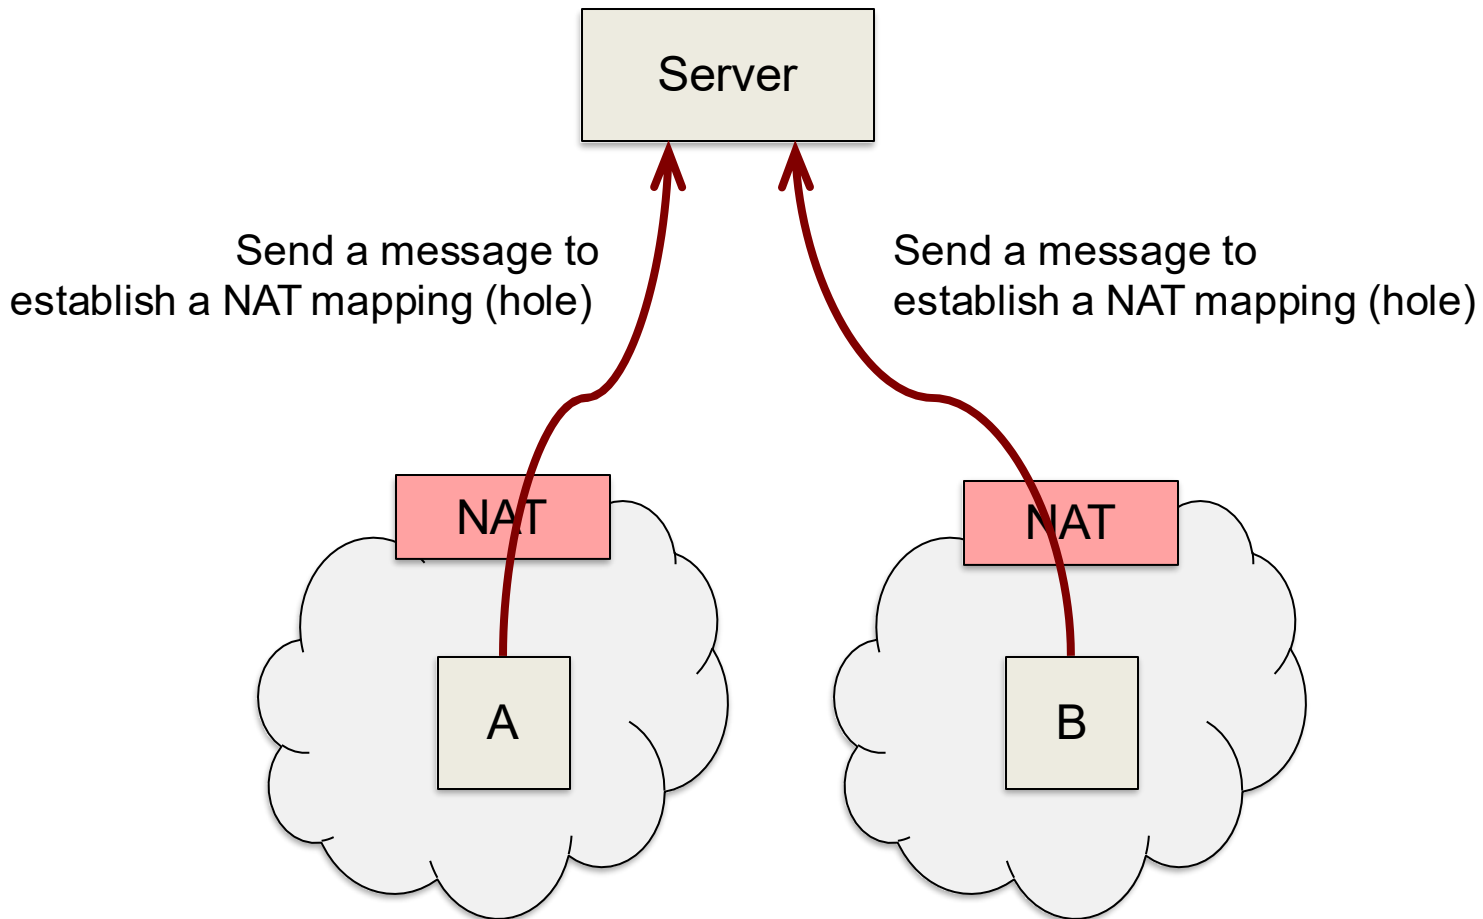 Server
Send a message to
establish a NAT mapping (hole)
Send a message to
establish a NAT mapping (hole)
NAT
NAT
A
B